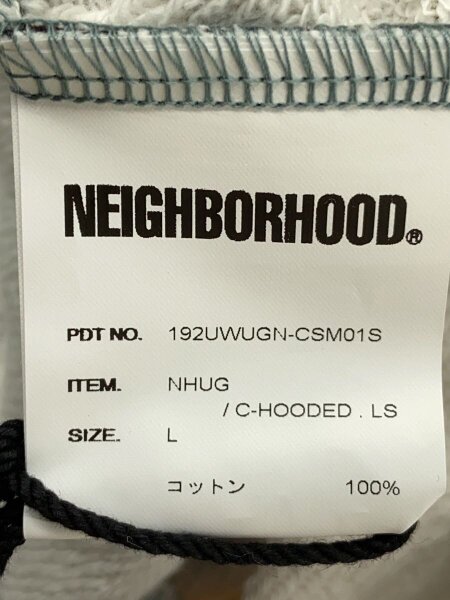 NEIGHBORHOOD®
PDT NO. 192UWUGN-CSM01S
ITEM. NHUG
/ C-HOODED . LS
SIZE. L
コットン 100%